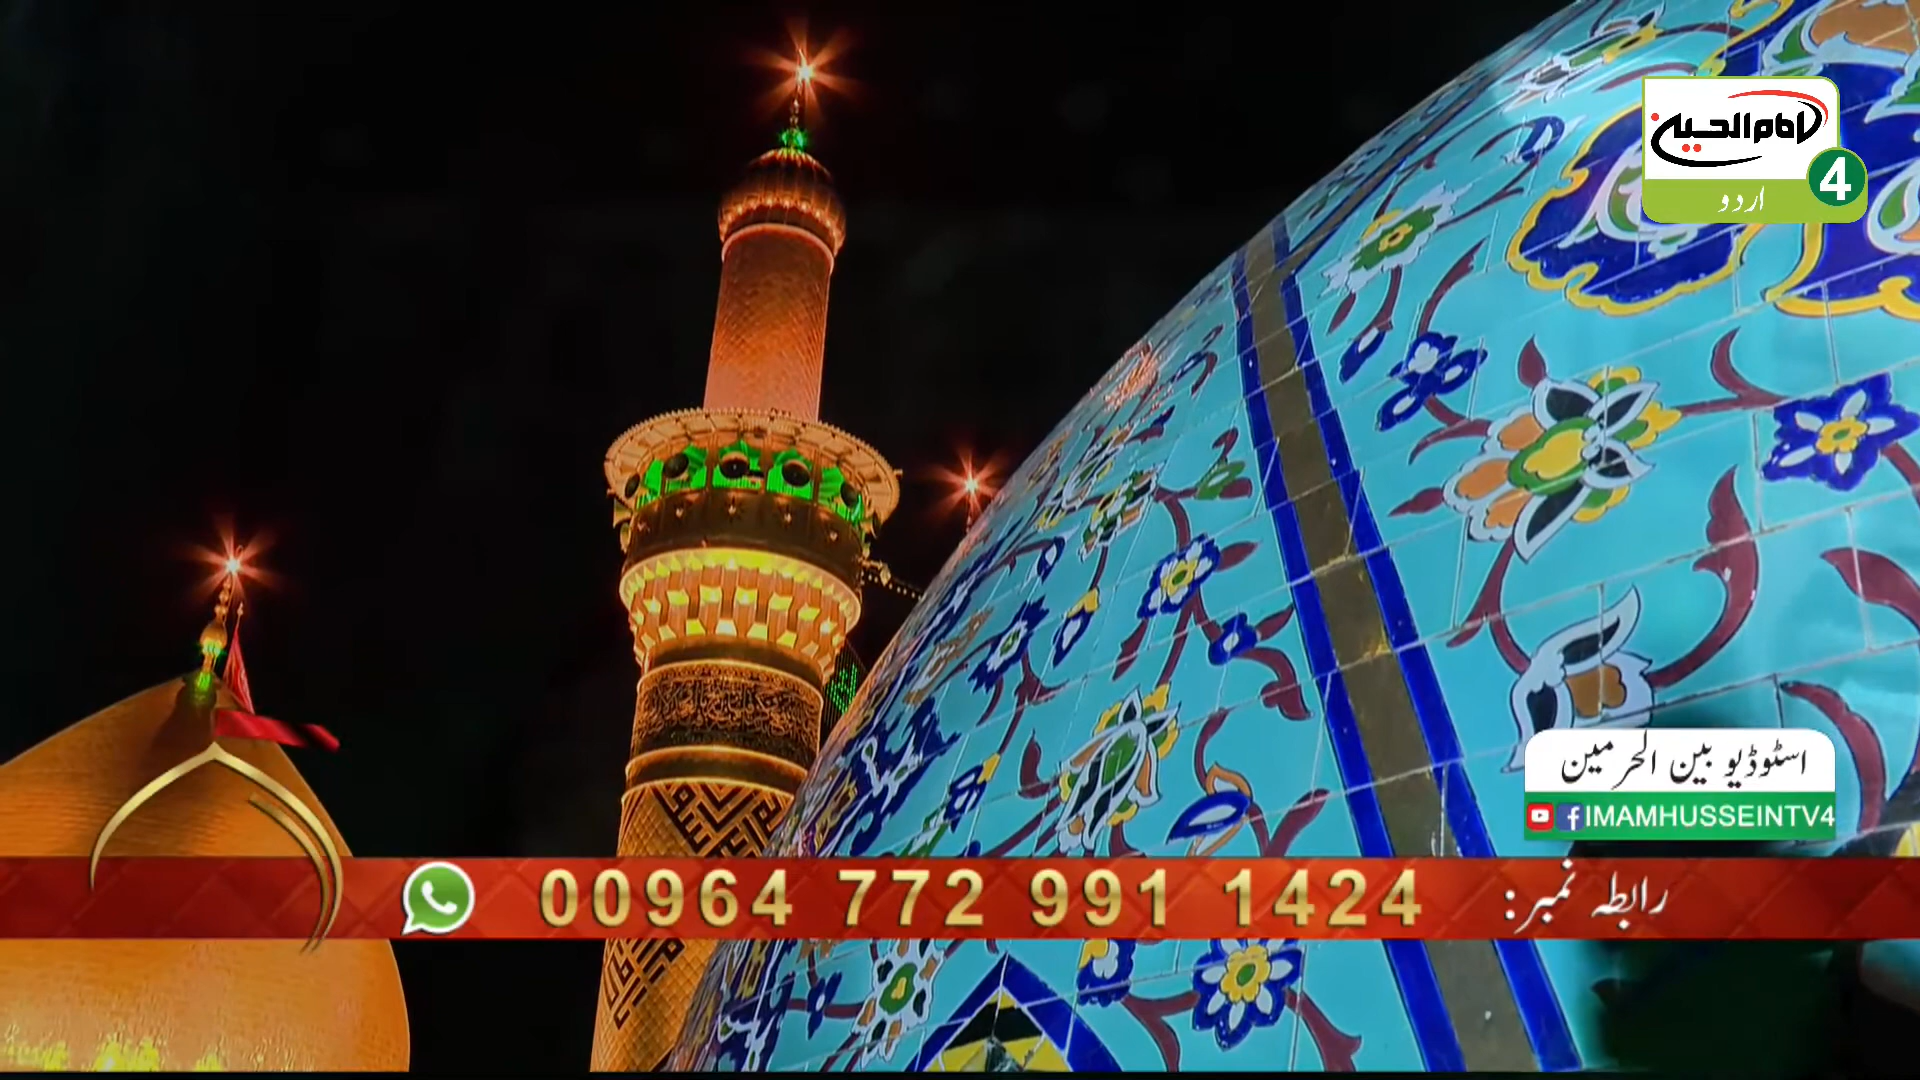 امام الحسین
4
اردو
اسٹوڈیو بین الحرمین
IMAMHUSSEINTV4
رابطہ نمبر:
00964 772 991 1424